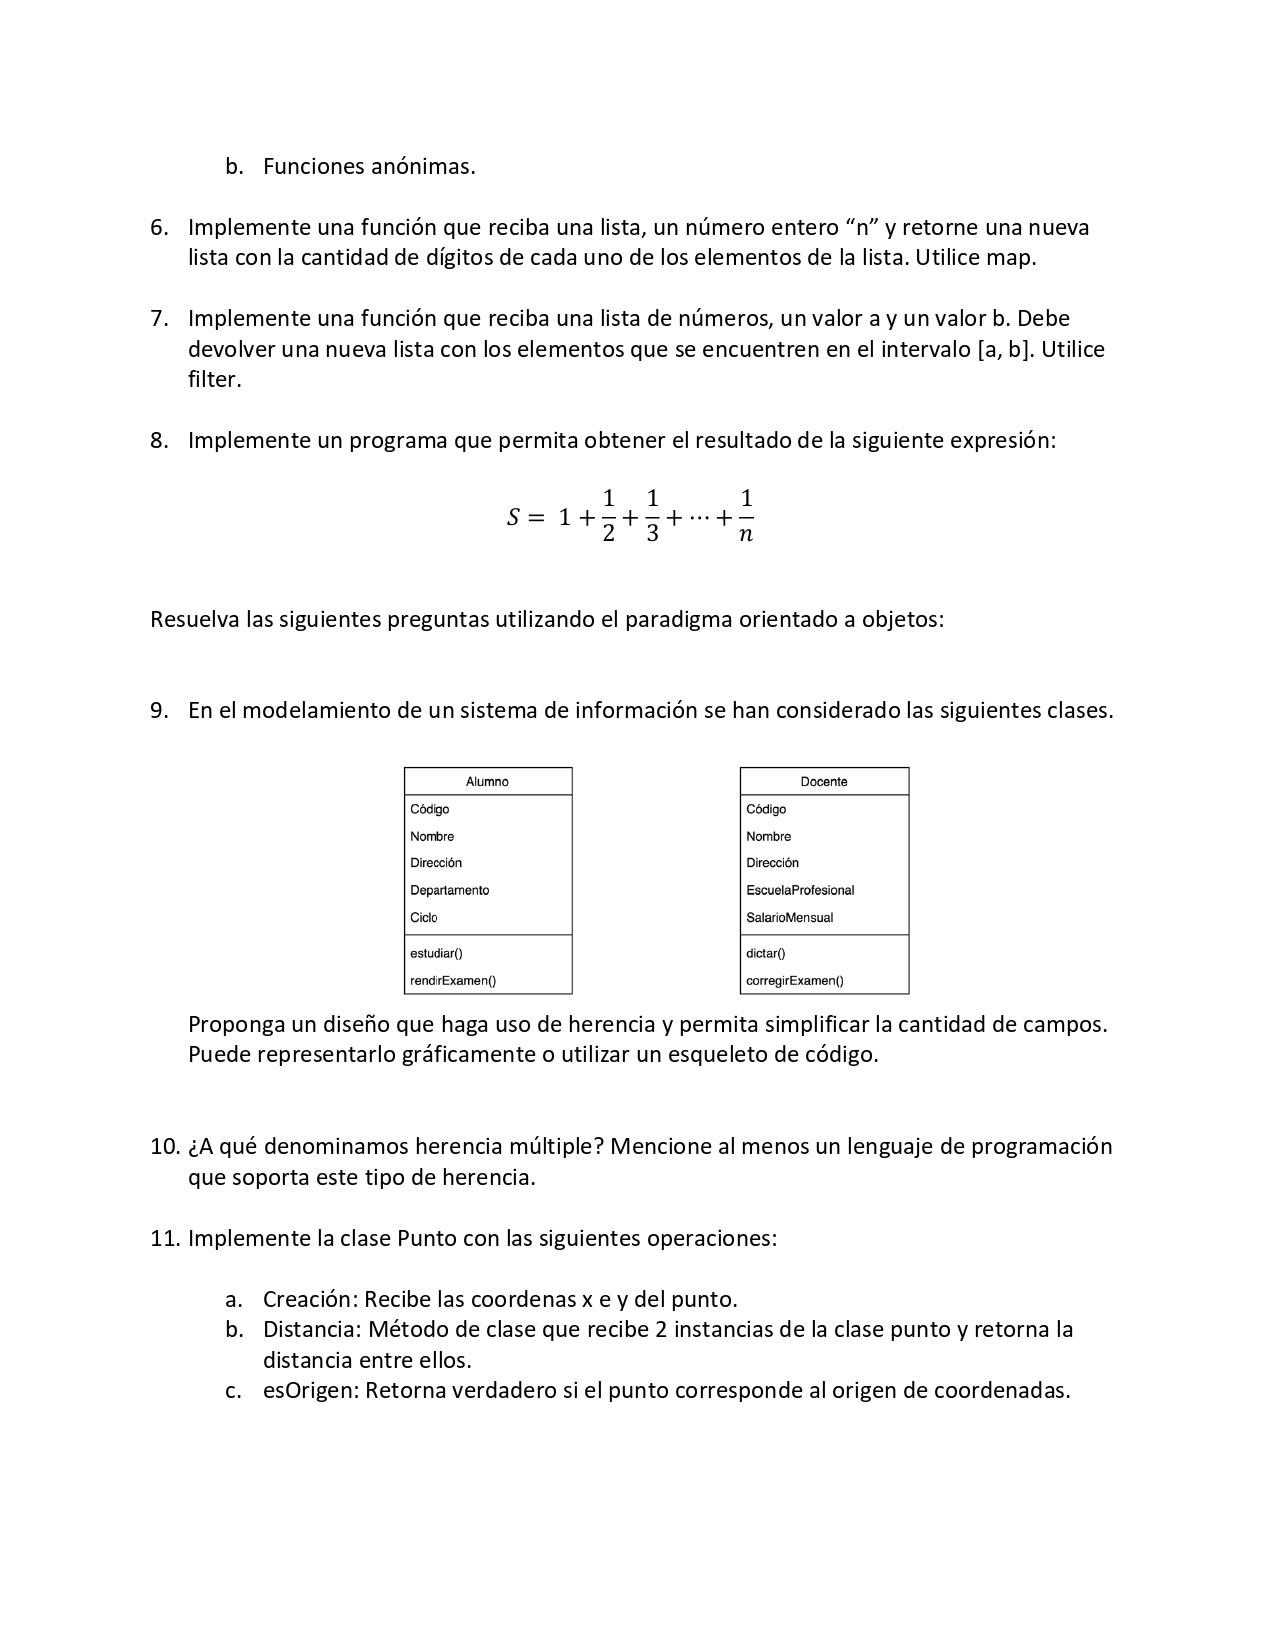 b. Funciones anónimas.
6. Implemente una función que reciba una lista, un número entero “n” y retorne una nueva
lista con la cantidad de dígitos de cada uno de los elementos de la lista. Utilice map.
7. Implemente una función que reciba una lista de números, un valor a y un valor b. Debe
devolver una nueva lista con los elementos que se encuentren en el intervalo [a, b]. Utilice
filter.
8. Implemente un programa que permita obtener el resultado de la siguiente expresión:
S = 1 + 1/2 + 1/3 + ⋯ + 1/n
Resuelva las siguientes preguntas utilizando el paradigma orientado a objetos:
9. En el modelamiento de un sistema de información se han considerado las siguientes clases.
Alumno
Código
Nombre
Dirección
Departamento
Ciclo
estudiar()
rendirExamen()
Docente
Código
Nombre
Dirección
EscuelaProfesional
SalarioMensual
dictar()
corregirExamen()
Proponga un diseño que haga uso de herencia y permita simplificar la cantidad de campos.
Puede representarlo gráficamente o utilizar un esqueleto de código.
10. ¿A qué denominamos herencia múltiple? Mencione al menos un lenguaje de programación
que soporta este tipo de herencia.
11. Implemente la clase Punto con las siguientes operaciones:
a. Creación: Recibe las coordenas x e y del punto.
b. Distancia: Método de clase que recibe 2 instancias de la clase punto y retorna la
distancia entre ellos.
c. esOrigen: Retorna verdadero si el punto corresponde al origen de coordenadas.